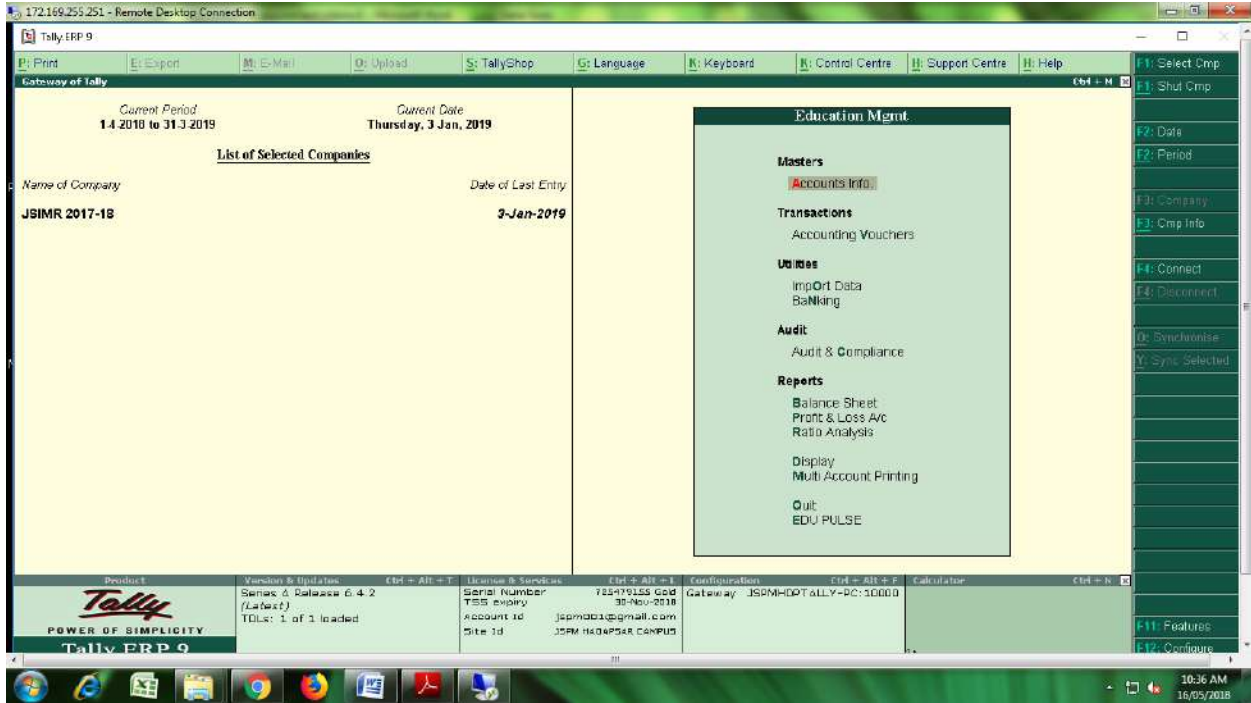 172.169.255.251 - Remote Desktop Connection
Tally.ERP 9
P: Print E: Export M: E-Mail O: Upload S: TallyShop G: Language K: Keyboard K: Control Centre H: Support Centre H: Help
Gateway of Tally Ctrl + M
Current Period Current Date
1-4-2018 to 31-3-2019 Thursday, 3 Jan, 2019
List of Selected Companies
Name of Company Date of Last Entry
JSIMR 2017-18 3-Jan-2019
Education Mgmt.
Masters
Accounts Info.
Transactions
Accounting Vouchers
Utilities
ImpOrt Data
BaNking
Audit
Audit & Compliance
Reports
Balance Sheet
Profit & Loss A/c
Ratio Analysis
Display
Multi Account Printing
Quit
EDU PULSE
F1: Select Cmp
F1: Shut Cmp
F2: Date
F2: Period
F3: Company
F3: Cmp Info
F4: Connect
F4: Disconnect
O: Synchronise
Y: Sync Selected
F11: Features
F12: Configure
Product
Tally
POWER OF SIMPLICITY
Tally ERP 9
Version & Updates Ctrl + Alt + T
Series A Release 6.4.2
(Latest)
TDLs: 1 of 1 loaded
License & Services Ctrl + Alt + L
Serial Number 725479155 Gold
TSS expiry 30-Nov-2018
Account Id @gmail.com
Site Id JSPM HADAPSAR CAMPUS
Configuration Ctrl + Alt + F
Gateway JSPMHDPTALLY-PC:10000
Calculator Ctrl + N
10:36 AM
16/05/2018